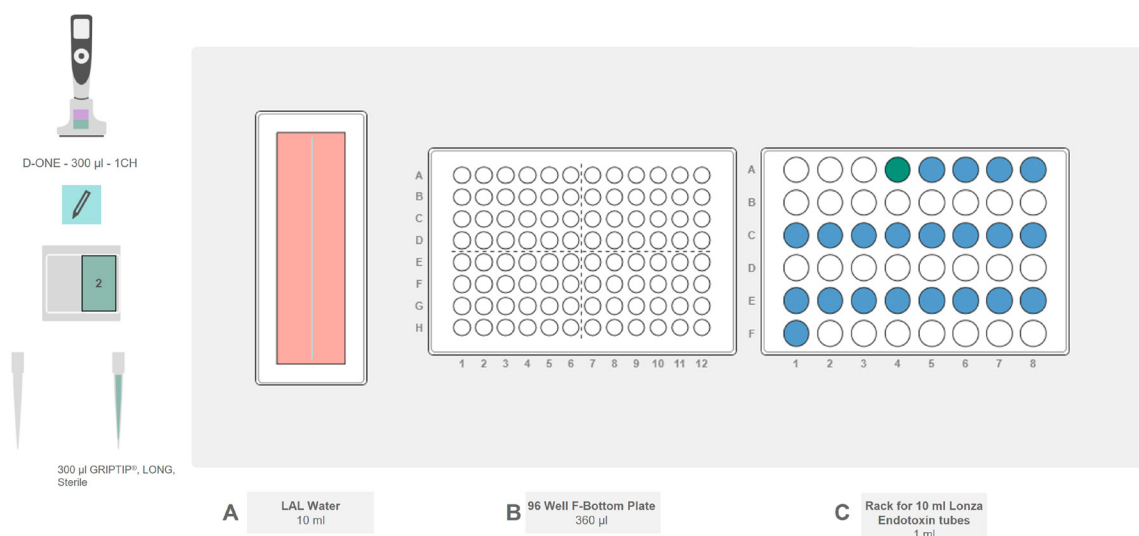 D-ONE - 300 µl - 1CH
2
300 µl GRIPTIP®, LONG,
Sterile
A
B
C
D
E
F
G
H
1 2 3 4 5 6 7 8 9 10 11 12
A
B
C
D
E
F
1 2 3 4 5 6 7 8
A
LAL Water
10 ml
B
96 Well F-Bottom Plate
360 µl
C
Rack for 10 ml Lonza
Endotoxin tubes
1 ml